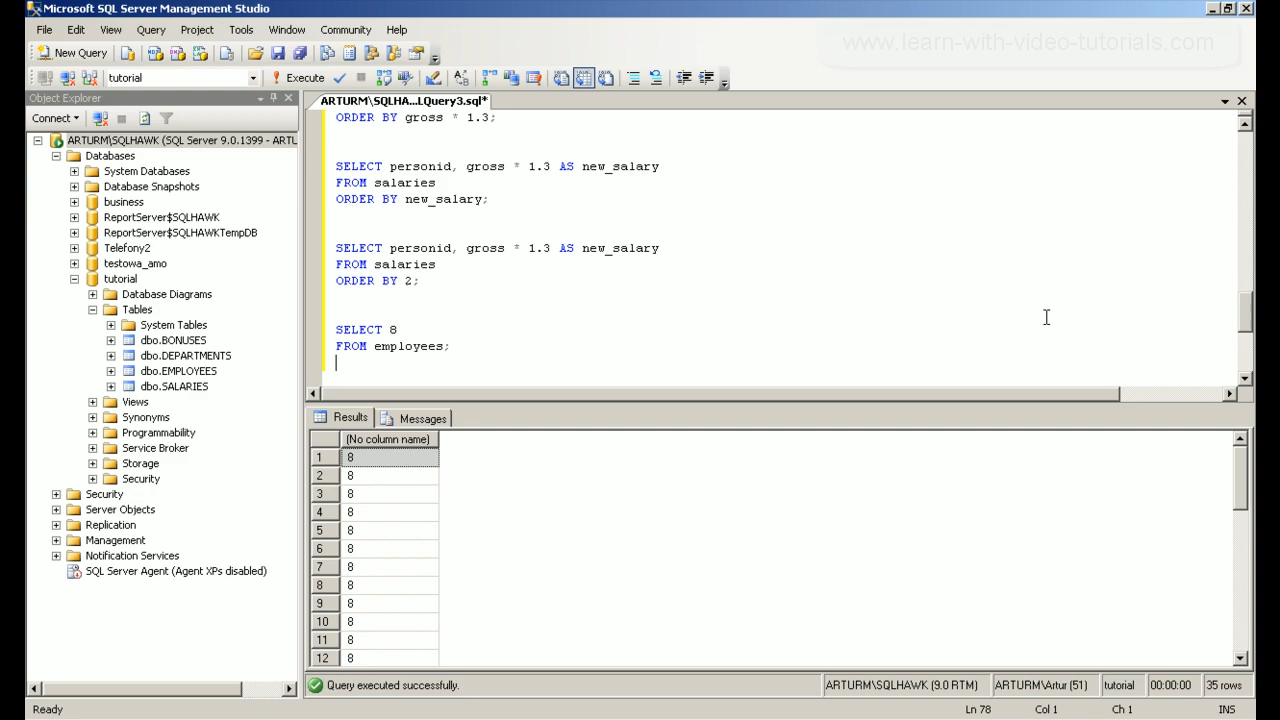 Microsoft SQL Server Management Studio
File Edit View Query Project Tools Window Community Help
www.learn-with-video-tutorials.com
New Query
tutorial Execute
Object Explorer
ARTURM\SQLHA...LQuery3.sql*
Connect
ARTURM\SQLHAWK (SQL Server 9.0.1399 - ARTU
Databases
System Databases
Database Snapshots
business
ReportServer$SQLHAWK
ReportServer$SQLHAWKTempDB
Telefony2
testowa_amo
tutorial
Database Diagrams
Tables
System Tables
dbo.BONUSES
dbo.DEPARTMENTS
dbo.EMPLOYEES
dbo.SALARIES
Views
Synonyms
Programmability
Service Broker
Storage
Security
Security
Server Objects
Replication
Management
Notification Services
SQL Server Agent (Agent XPs disabled)
ORDER BY gross * 1.3;
SELECT personid, gross * 1.3 AS new_salary
FROM salaries
ORDER BY new_salary;
SELECT personid, gross * 1.3 AS new_salary
FROM salaries
ORDER BY 2;
SELECT 8
FROM employees;
Results Messages
(No column name)
1 8
2 8
3 8
4 8
5 8
6 8
7 8
8 8
9 8
10 8
11 8
12 8
Query executed successfully. ARTURM\SQLHAWK (9.0 RTM) ARTURM\Artur (51) tutorial 00:00:00 35 rows
Ready Ln 78 Col 1 Ch 1 INS